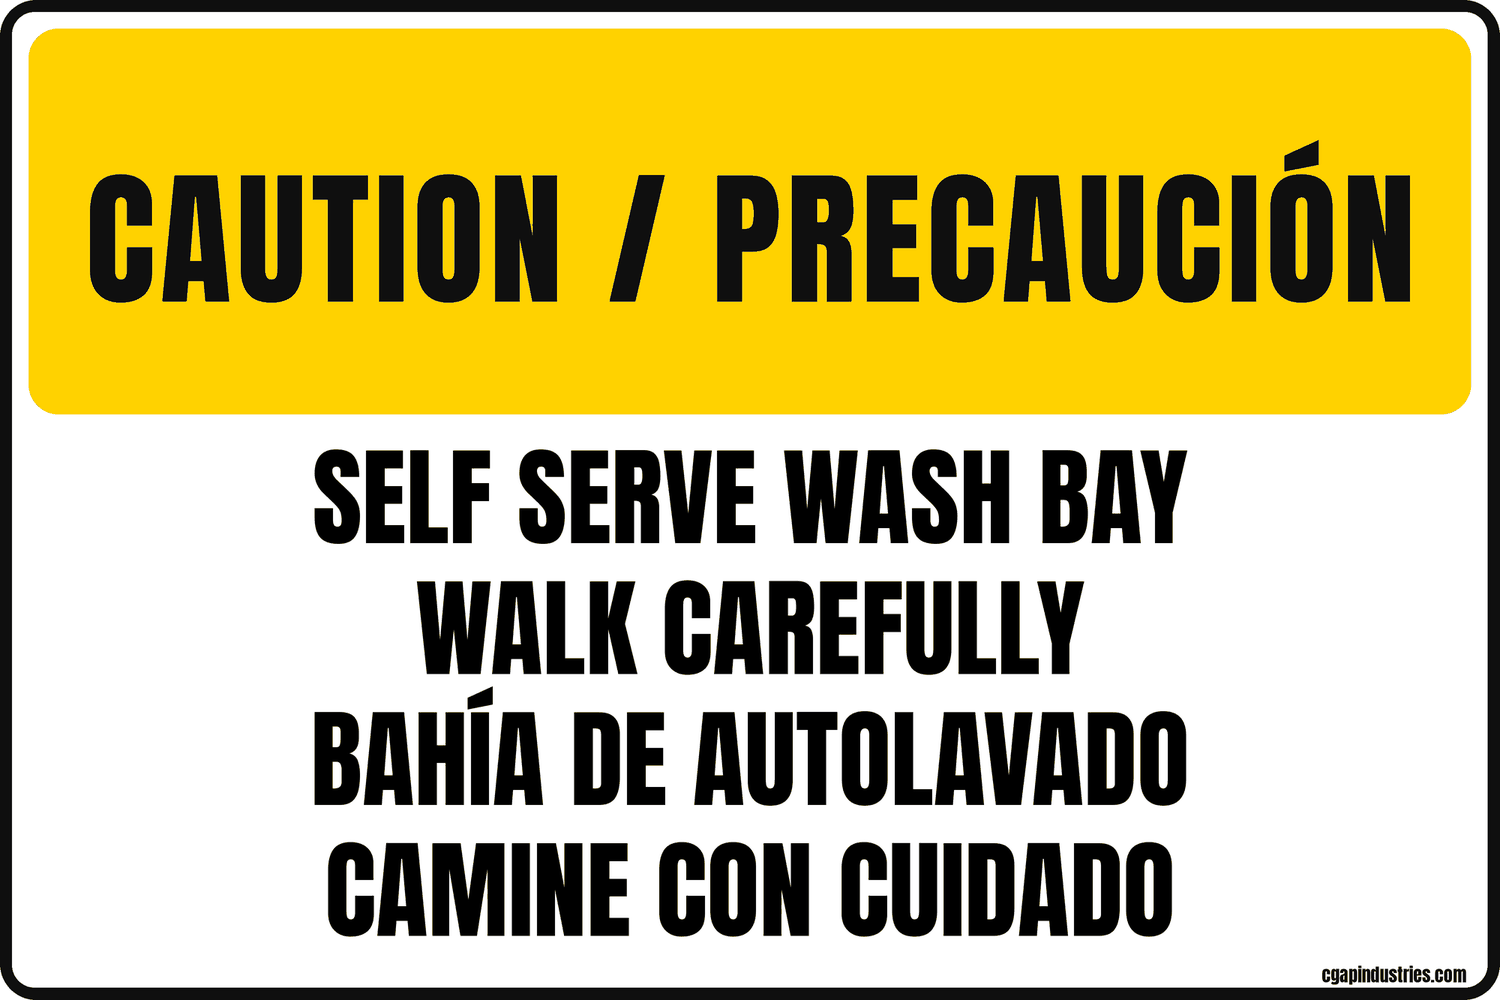 CAUTION / PRECAUCIÓN
SELF SERVE WASH BAY
WALK CAREFULLY
BAHÍA DE AUTOLAVADO
CAMINE CON CUIDADO
cgapindustries.com